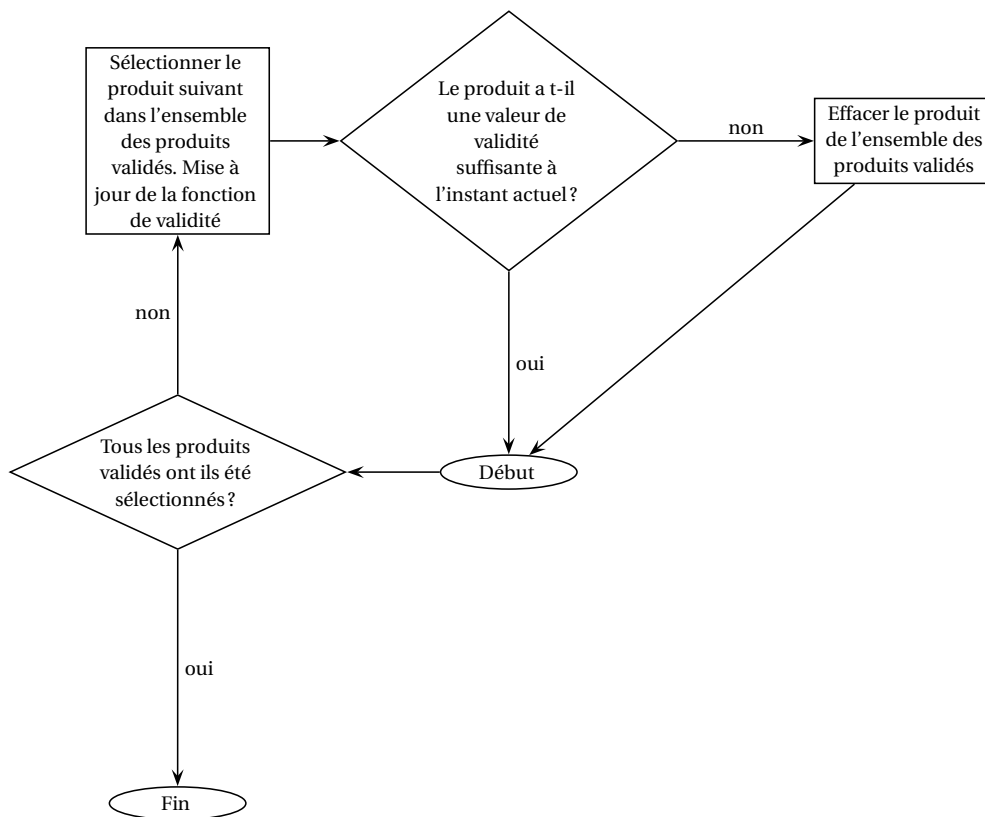 Sélectionner le
produit suivant
dans l'ensemble
des produits
validés. Mise à
jour de la fonction
de validité
Le produit a t-il
une valeur de
validité
suffisante à
l'instant actuel ?
non
Effacer le produit
de l'ensemble des
produits validés
non
oui
Tous les produits
validés ont ils été
sélectionnés ?
Début
oui
Fin